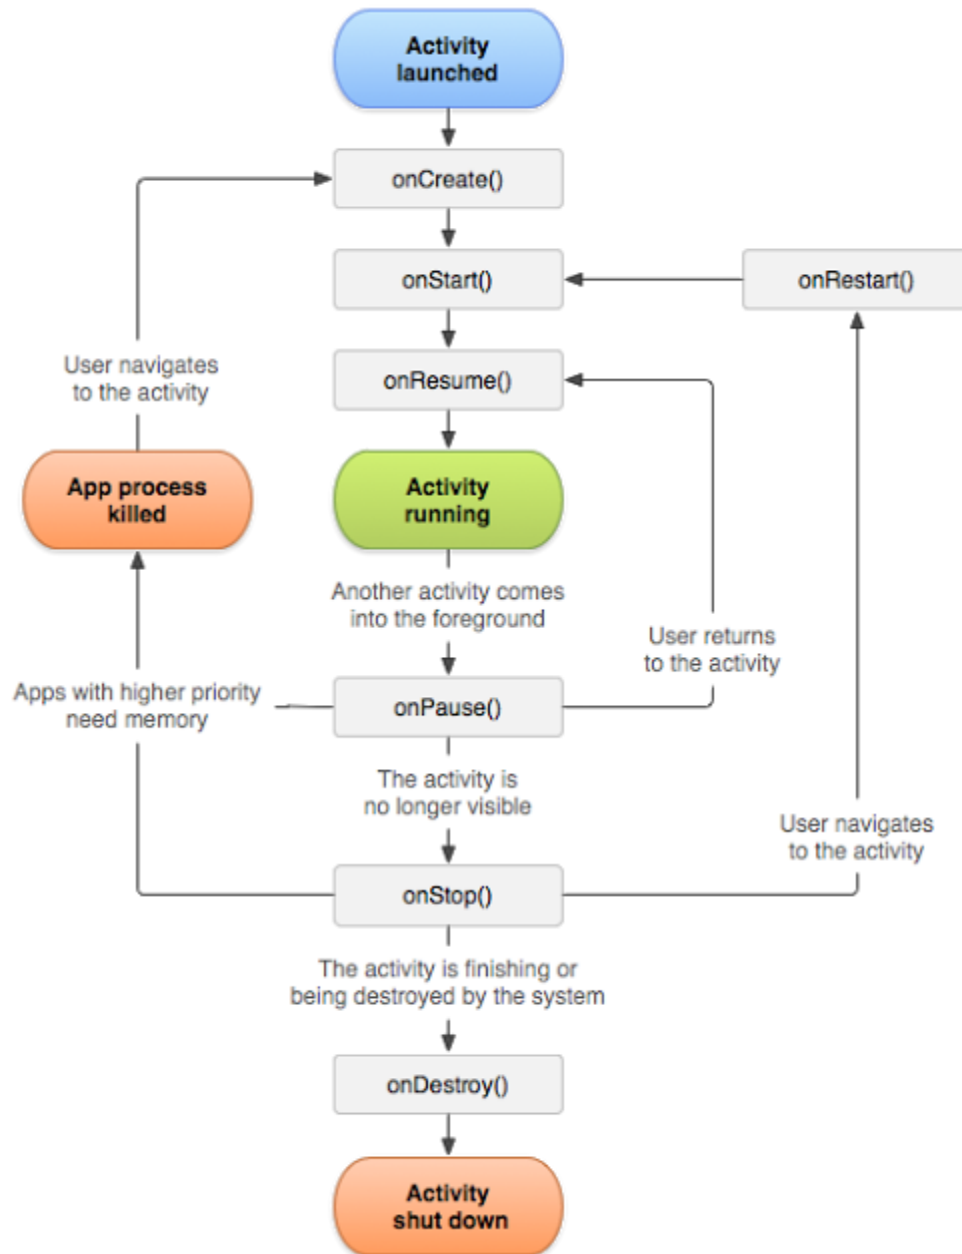 Activity
launched
onCreate()
onStart()
onRestart()
User navigates
to the activity
onResume()
App process
killed
Activity
running
Another activity comes
into the foreground
User returns
to the activity
Apps with higher priority
need memory
onPause()
The activity is
no longer visible
User navigates
to the activity
onStop()
The activity is finishing or
being destroyed by the system
onDestroy()
Activity
shut down